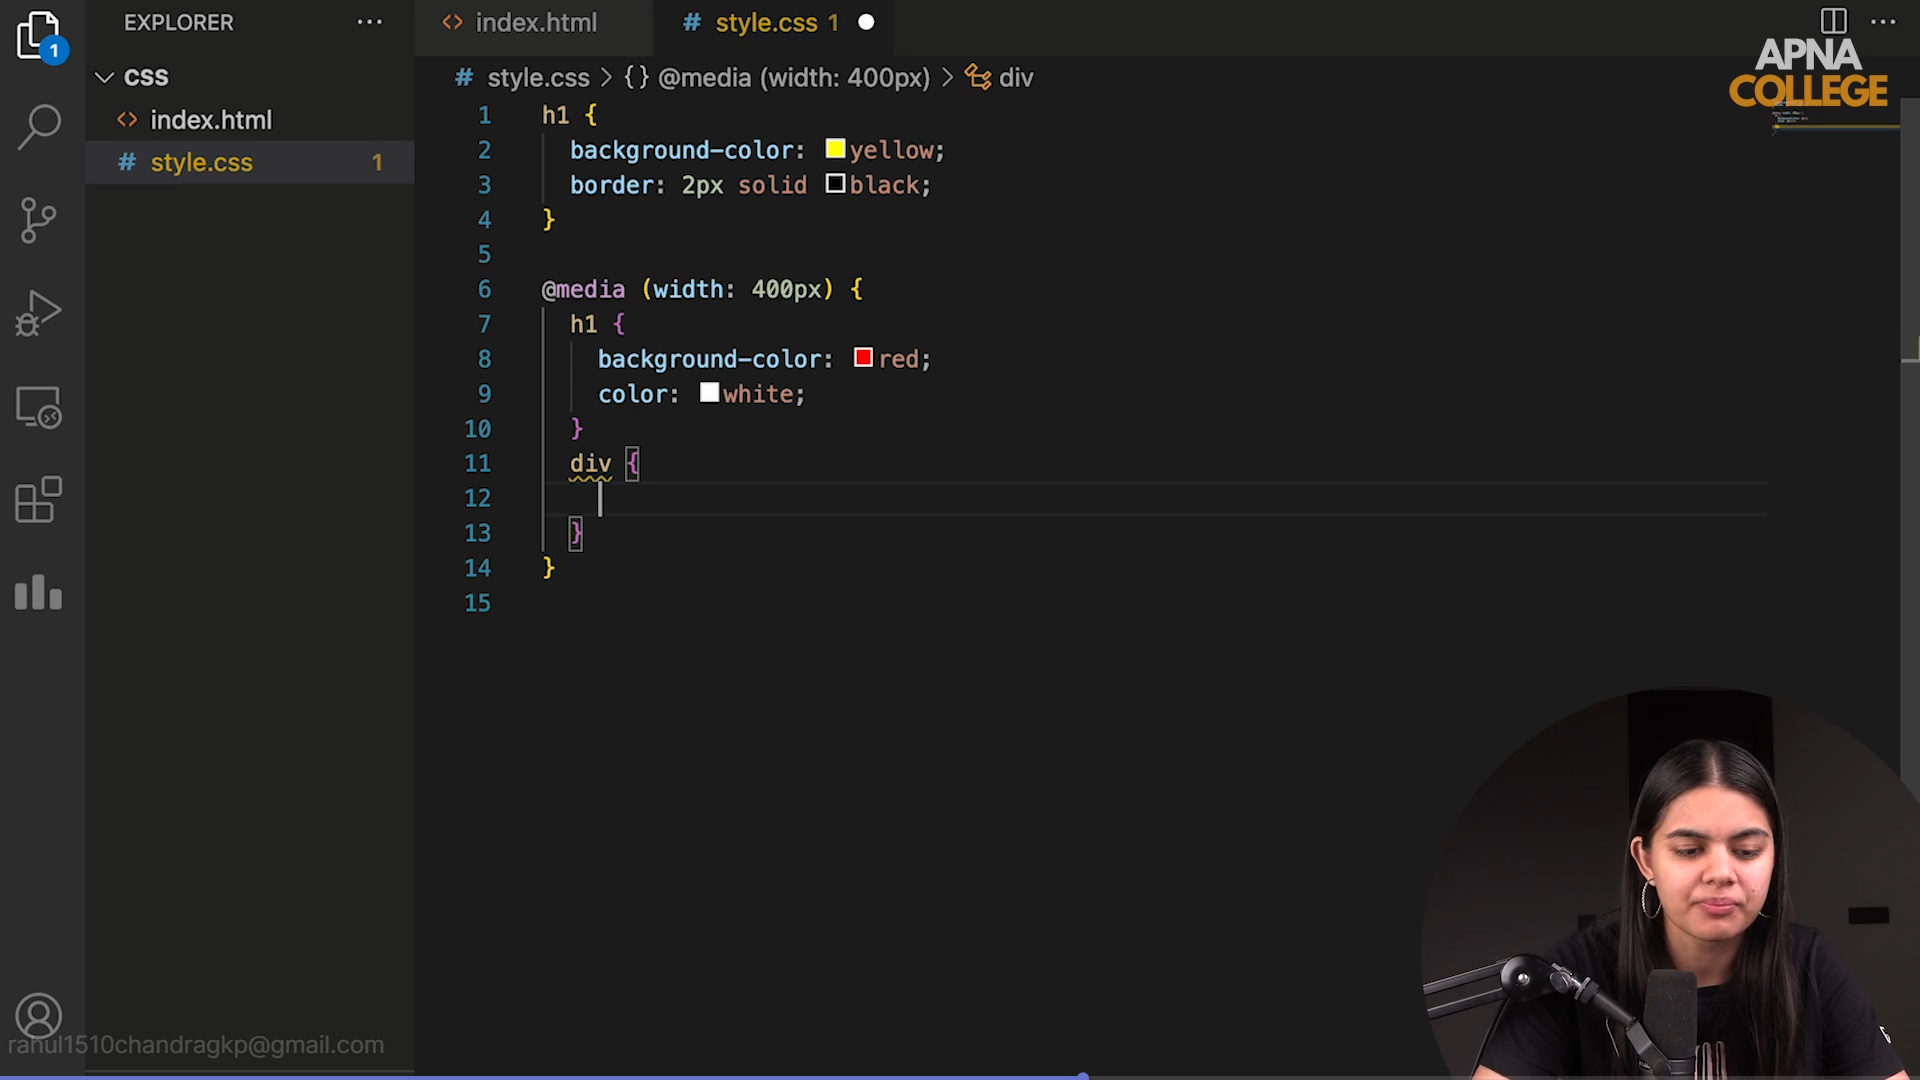 1
EXPLORER
CSS
index.html
style.css 1
index.html
style.css 1
APNA
COLLEGE
# style.css > {} @media (width: 400px) > div
1 h1 {
2 background-color: yellow;
3 border: 2px solid black;
4 }
5
6 @media (width: 400px) {
7 h1 {
8 background-color: red;
9 color: white;
10 }
11 div {
12
13 }
14 }
15
rahul1510chandragkp@gmail.com